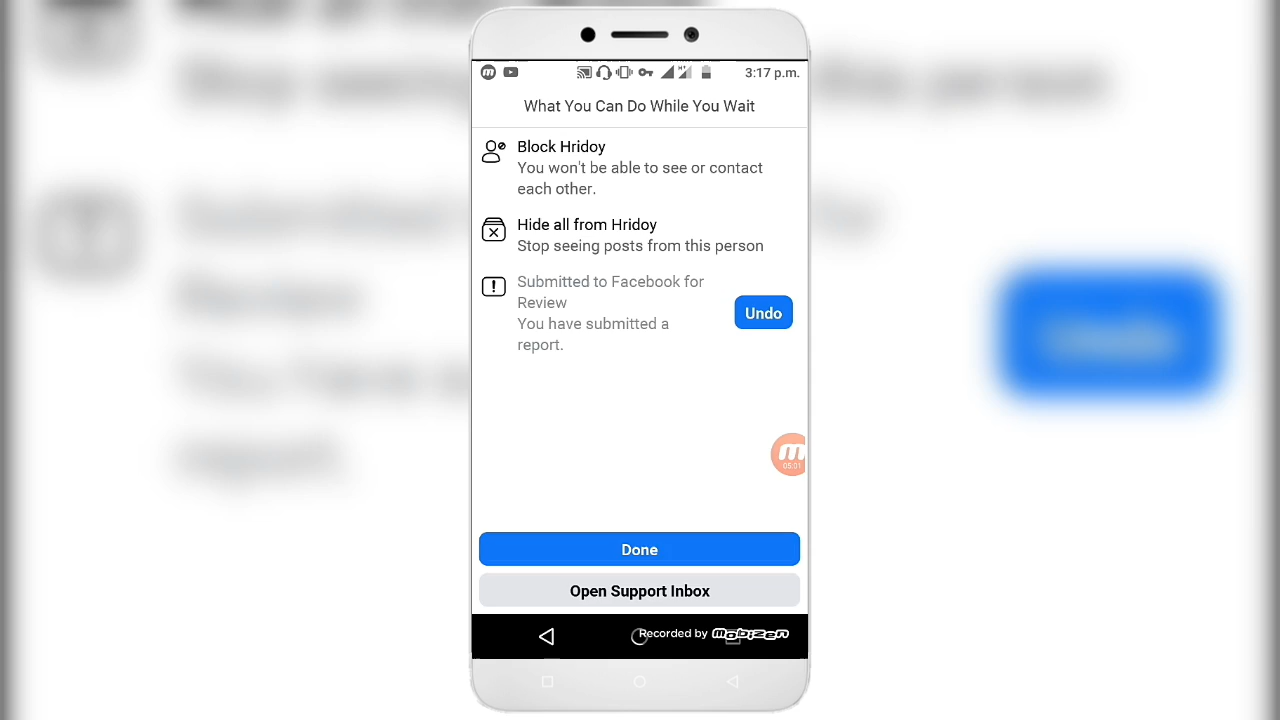 3:17 p.m.
What You Can Do While You Wait
Block Hridoy
You won't be able to see or contact
each other.
Hide all from Hridoy
Stop seeing posts from this person
Submitted to Facebook for
Review
You have submitted a
report.
Undo
05:01
Done
Open Support Inbox
Recorded by mobizen